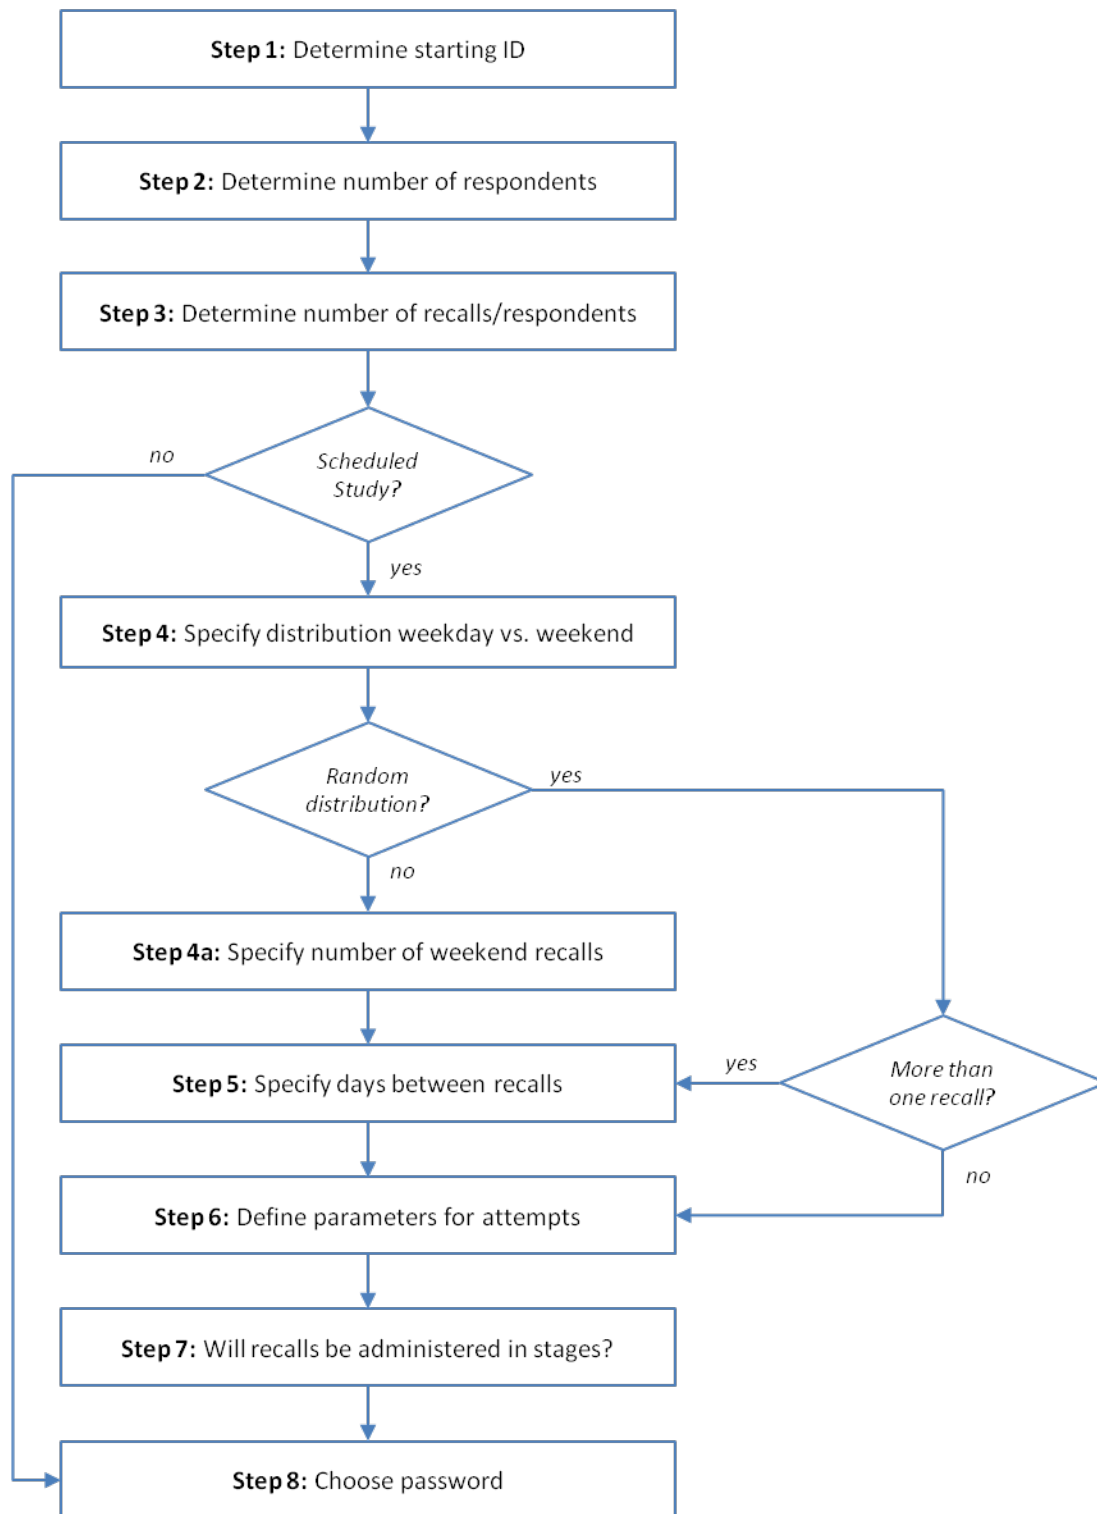 Step 1: Determine starting ID
Step 2: Determine number of respondents
Step 3: Determine number of recalls/respondents
no
Scheduled
Study?
yes
Step 4: Specify distribution weekday vs. weekend
Random
distribution?
yes
no
Step 4a: Specify number of weekend recalls
Step 5: Specify days between recalls
yes
More than
one recall?
no
Step 6: Define parameters for attempts
Step 7: Will recalls be administered in stages?
Step 8: Choose password